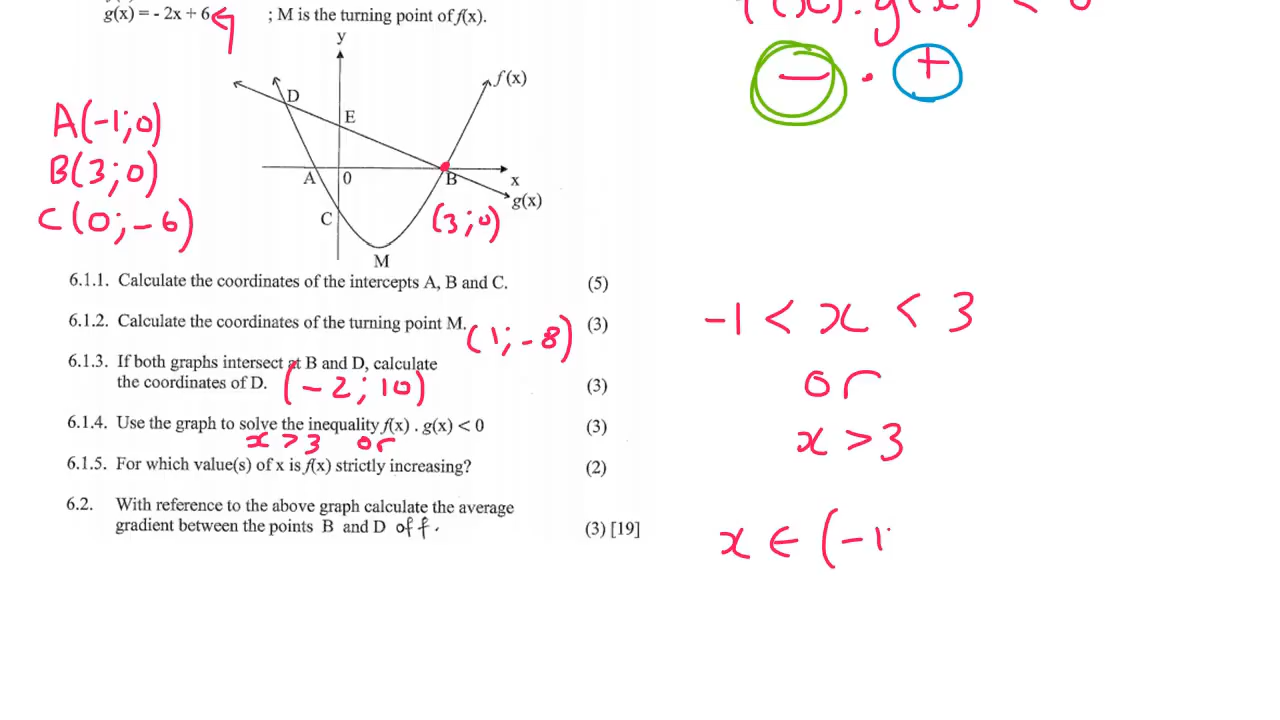 g(x) = - 2x + 6 ; M is the turning point of f(x).
f(x) . g(x) < 0
− . +
y
f(x)
D
E
A(-1;0)
B(3;0)
C(0;-6)
A 0 B x
g(x)
C
(3;0)
M
6.1.1. Calculate the coordinates of the intercepts A, B and C. (5)
6.1.2. Calculate the coordinates of the turning point M. (1;-8) (3)
6.1.3. If both graphs intersect at B and D, calculate
the coordinates of D. (-2;10) (3)
6.1.4. Use the graph to solve the inequality f(x) . g(x) < 0 (3)
x > 3 or
6.1.5. For which value(s) of x is f(x) strictly increasing? (2)
6.2. With reference to the above graph calculate the average
gradient between the points B and D of f. (3) [19]
-1 < x < 3
or
x > 3
x ∈ (-1;